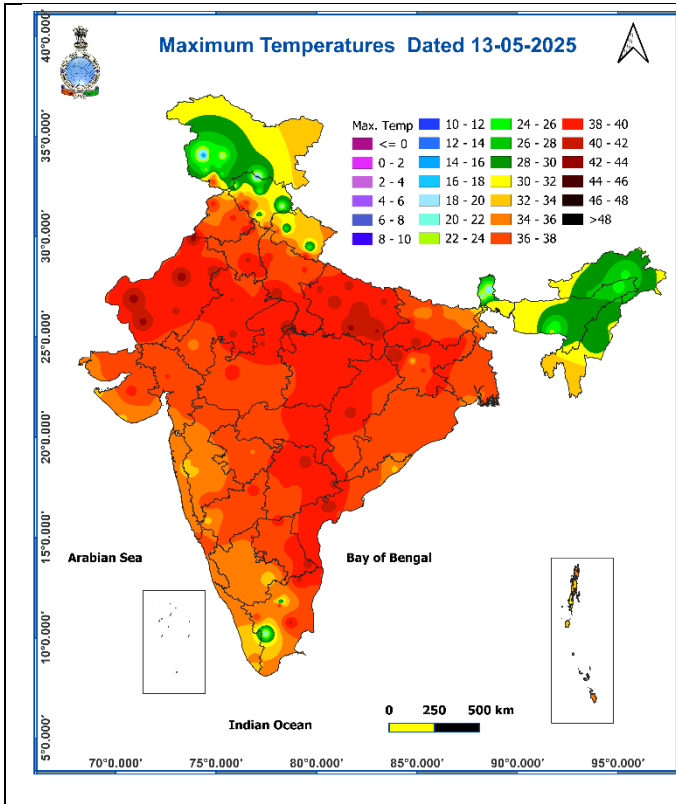 Maximum Temperatures Dated 13-05-2025
Max. Temp
<= 0
0 - 2
2 - 4
4 - 6
6 - 8
8 - 10
10 - 12
12 - 14
14 - 16
16 - 18
18 - 20
20 - 22
22 - 24
24 - 26
26 - 28
28 - 30
30 - 32
32 - 34
34 - 36
36 - 38
38 - 40
40 - 42
42 - 44
44 - 46
46 - 48
>48
40°0.000'
35°0.000'
30°0.000'
25°0.000'
20°0.000'
15°0.000'
10°0.000'
5°0.000'
Arabian Sea
Bay of Bengal
Indian Ocean
0 250 500 km
70°0.000' 75°0.000' 80°0.000' 85°0.000' 90°0.000' 95°0.000'